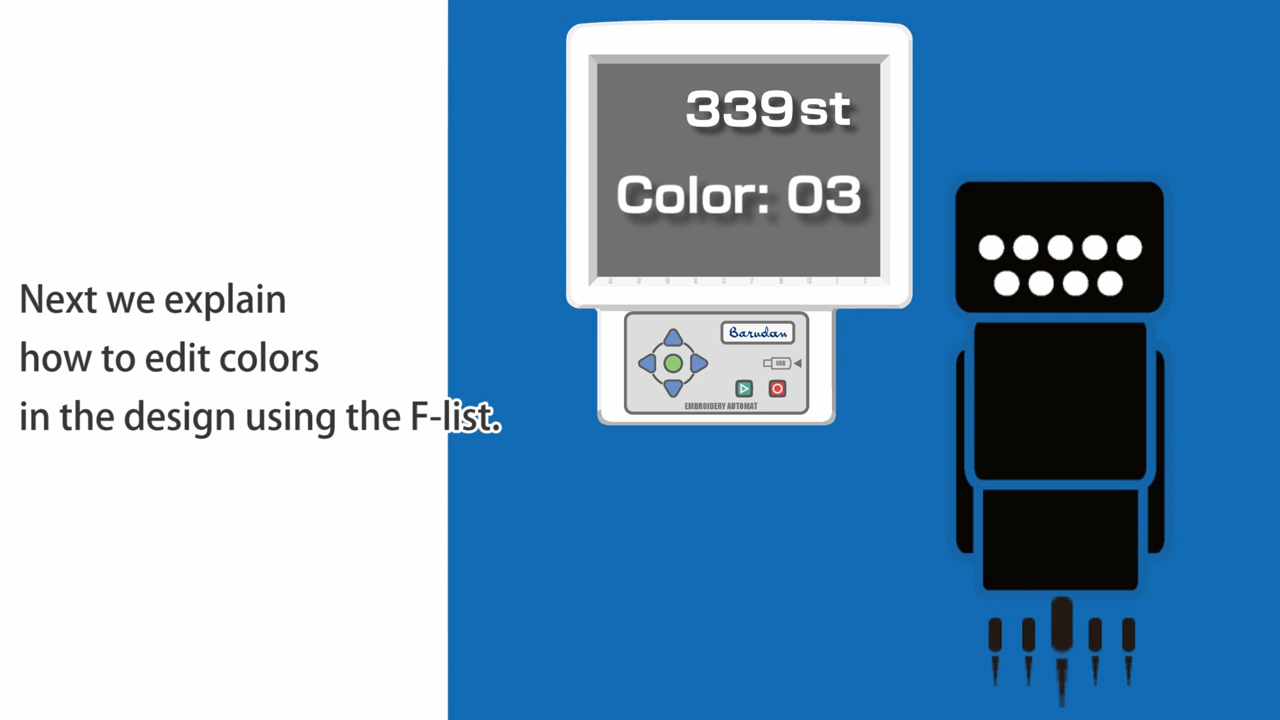 Next we explain
how to edit colors
in the design using the F-list.
339st
Color: 03
Barudan
USB
EMBROIDERY AUTOMAT